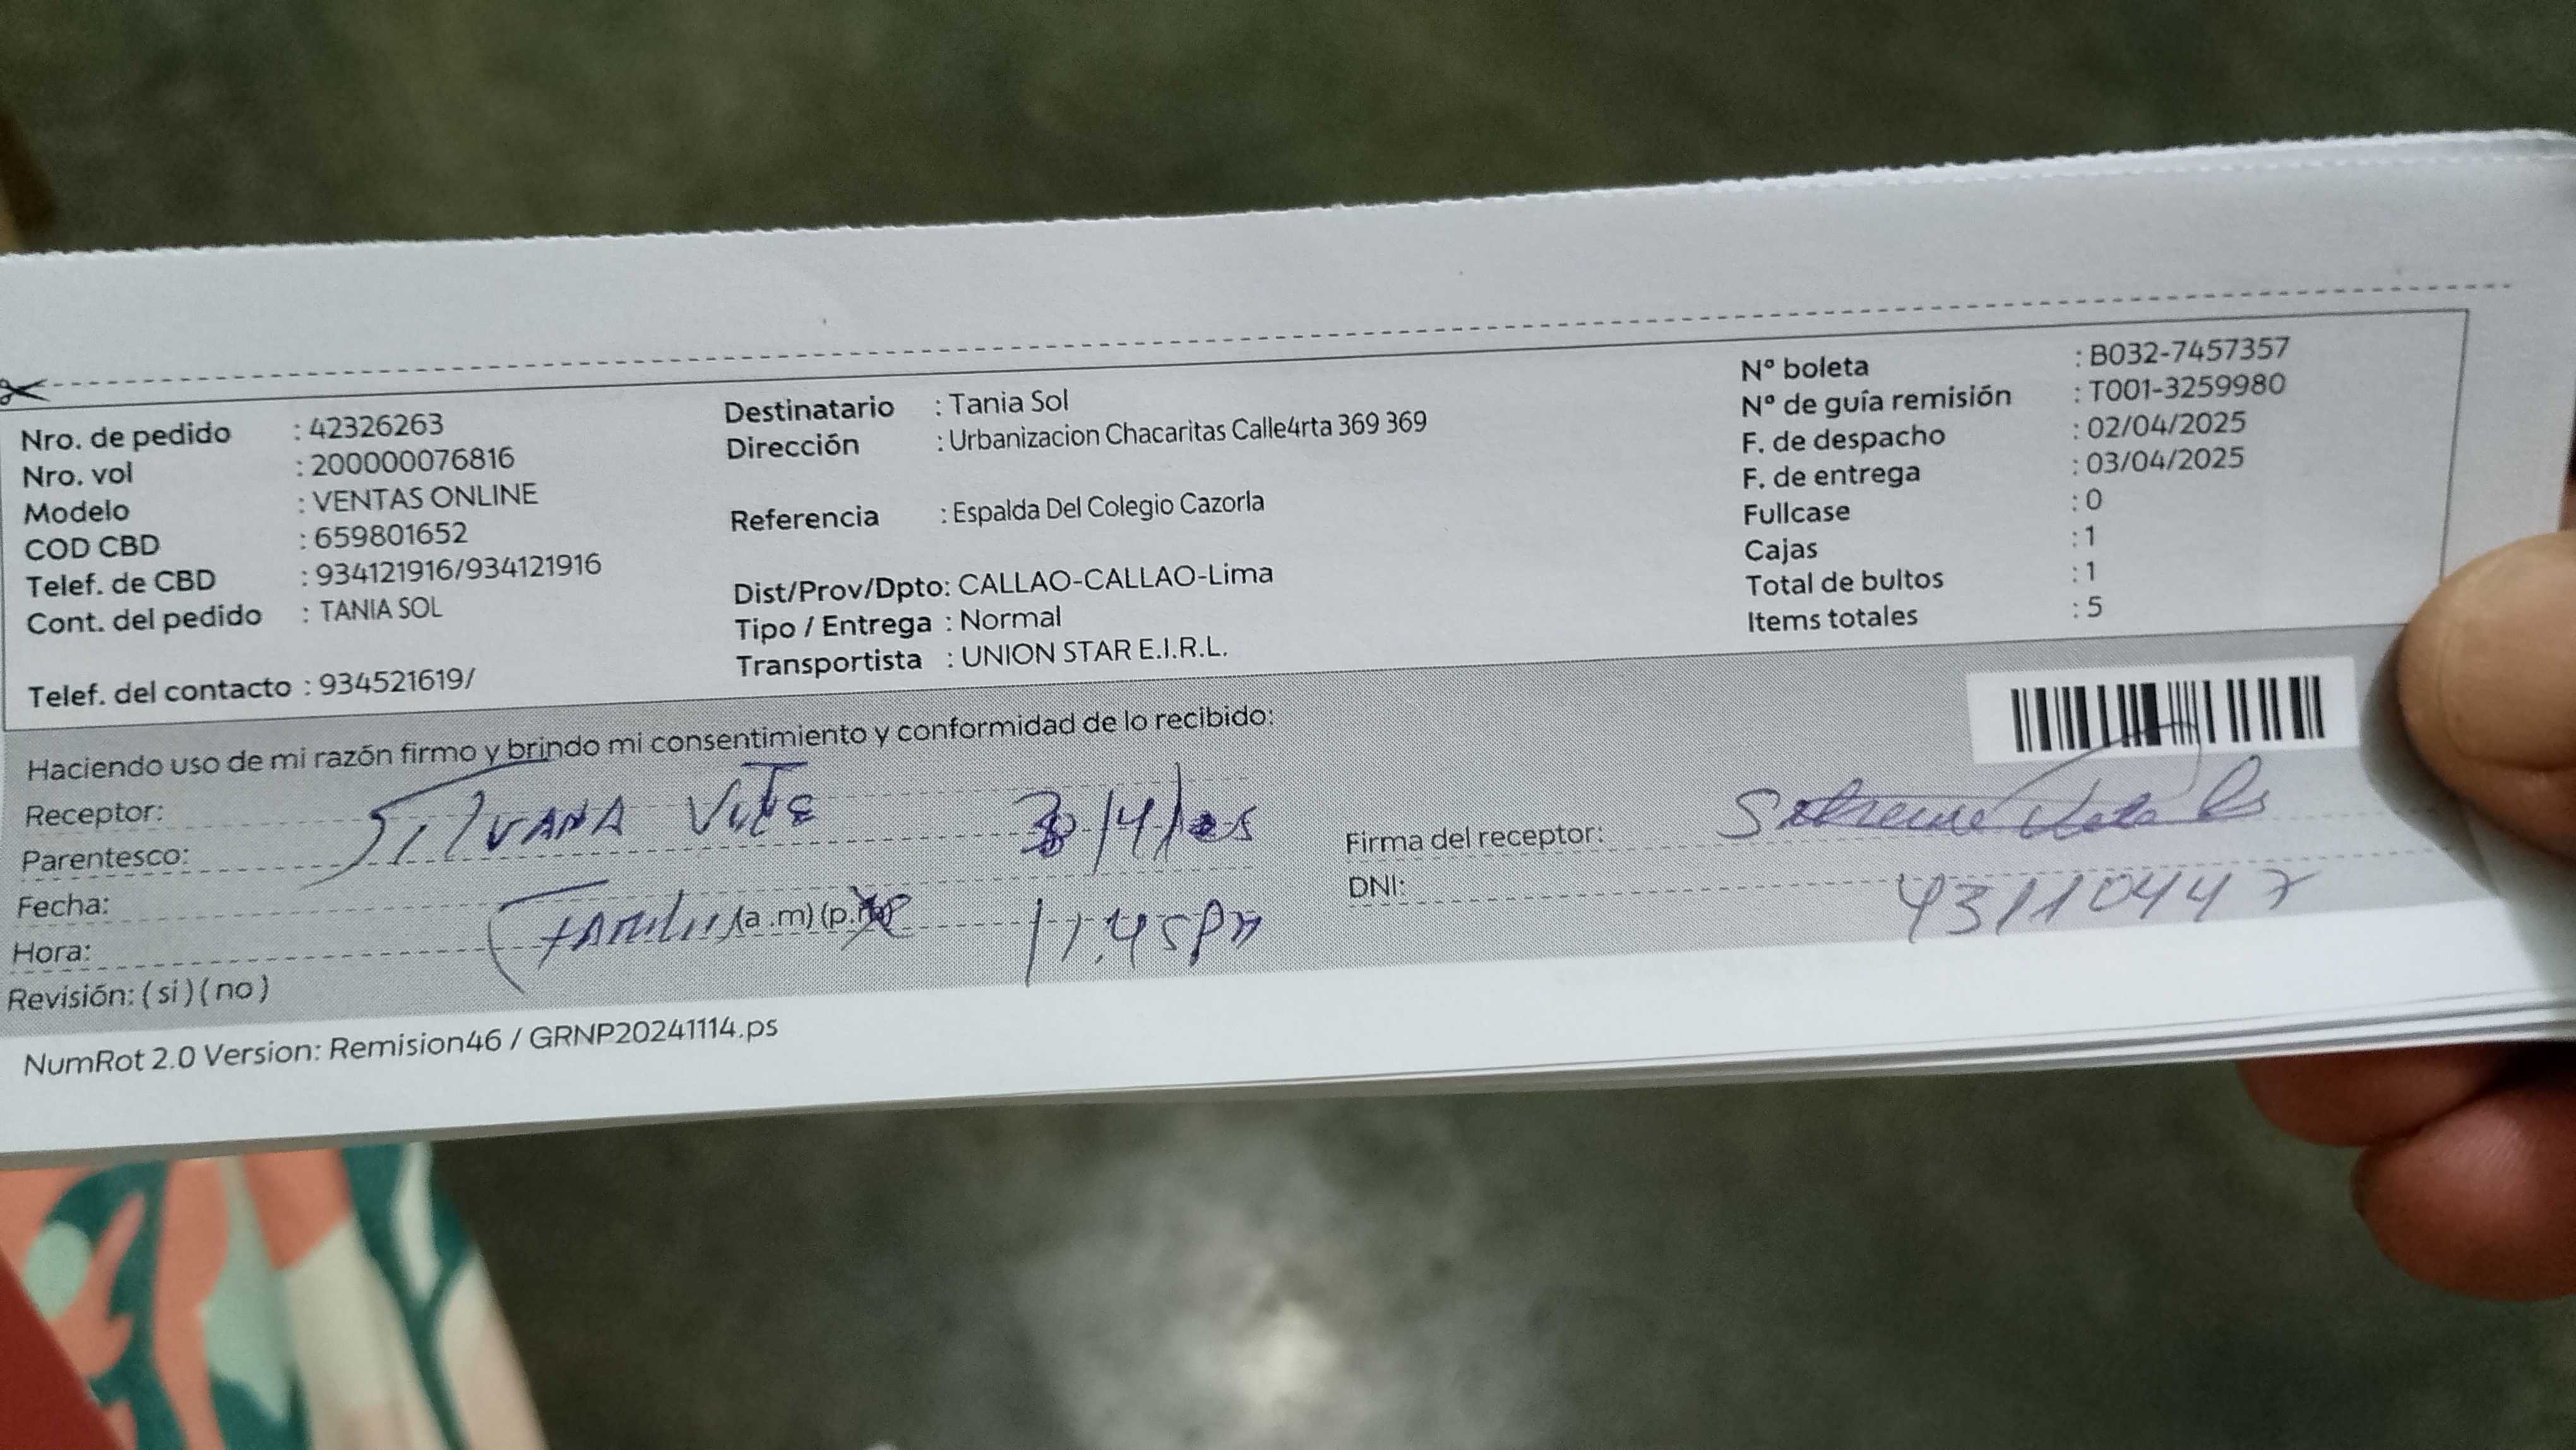 Nro. de pedido : 42326263
Nro. vol : 200000076816
Modelo : VENTAS ONLINE
COD CBD : 659801652
Telef. de CBD : 934121916/934121916
Cont. del pedido : TANIA SOL
Telef. del contacto : 934521619/
Destinatario : Tania Sol
Dirección : Urbanizacion Chacaritas Calle4rta 369 369
Referencia : Espalda Del Colegio Cazorla
Dist/Prov/Dpto: CALLAO-CALLAO-Lima
Tipo / Entrega : Normal
Transportista : UNION STAR E.I.R.L.
N° boleta : B032-7457357
N° de guía remisión : T001-3259980
F. de despacho : 02/04/2025
F. de entrega : 03/04/2025
Fullcase : 0
Cajas : 1
Total de bultos : 1
Items totales : 5
Haciendo uso de mi razón firmo y brindo mi consentimiento y conformidad de lo recibido:
Receptor: SILVANA
Parentesco:
Fecha:
Hora: (a.m) (p.m)
11.45PM
Revisión: ( si ) ( no )
Firma del receptor:
DNI: 43110447
NumRot 2.0 Version: Remision46 / GRNP20241114.ps